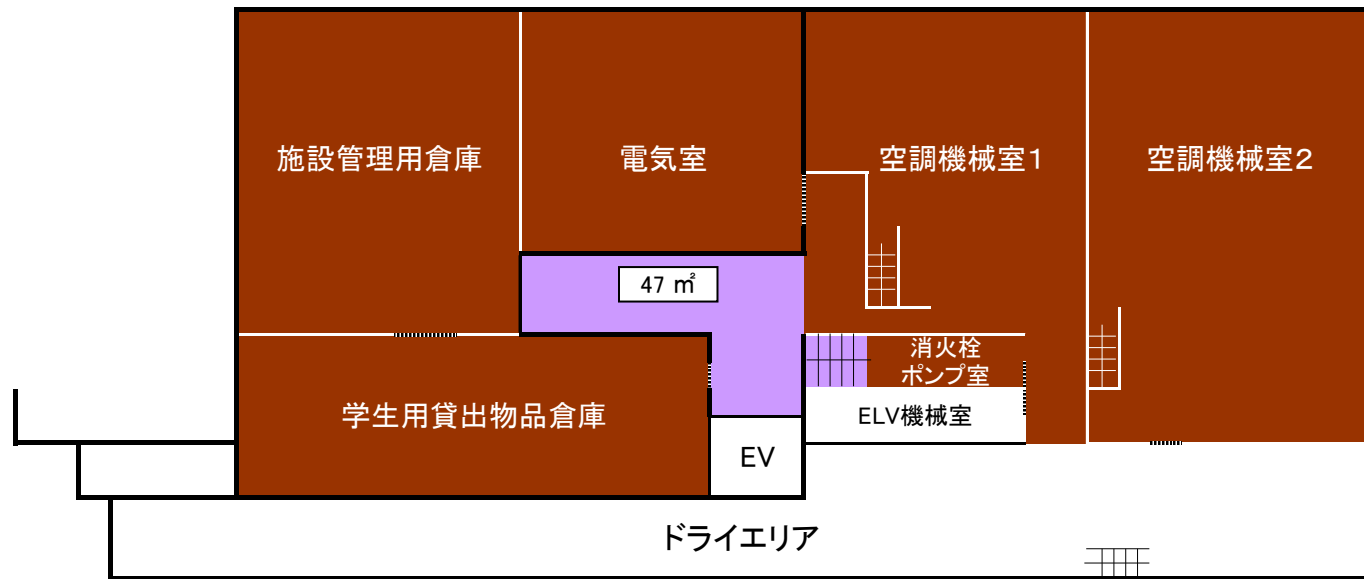 施設管理用倉庫
電気室
空調機械室1
空調機械室2
47 ㎡
消火栓
ポンプ室
学生用貸出物品倉庫
ELV機械室
EV
ドライエリア